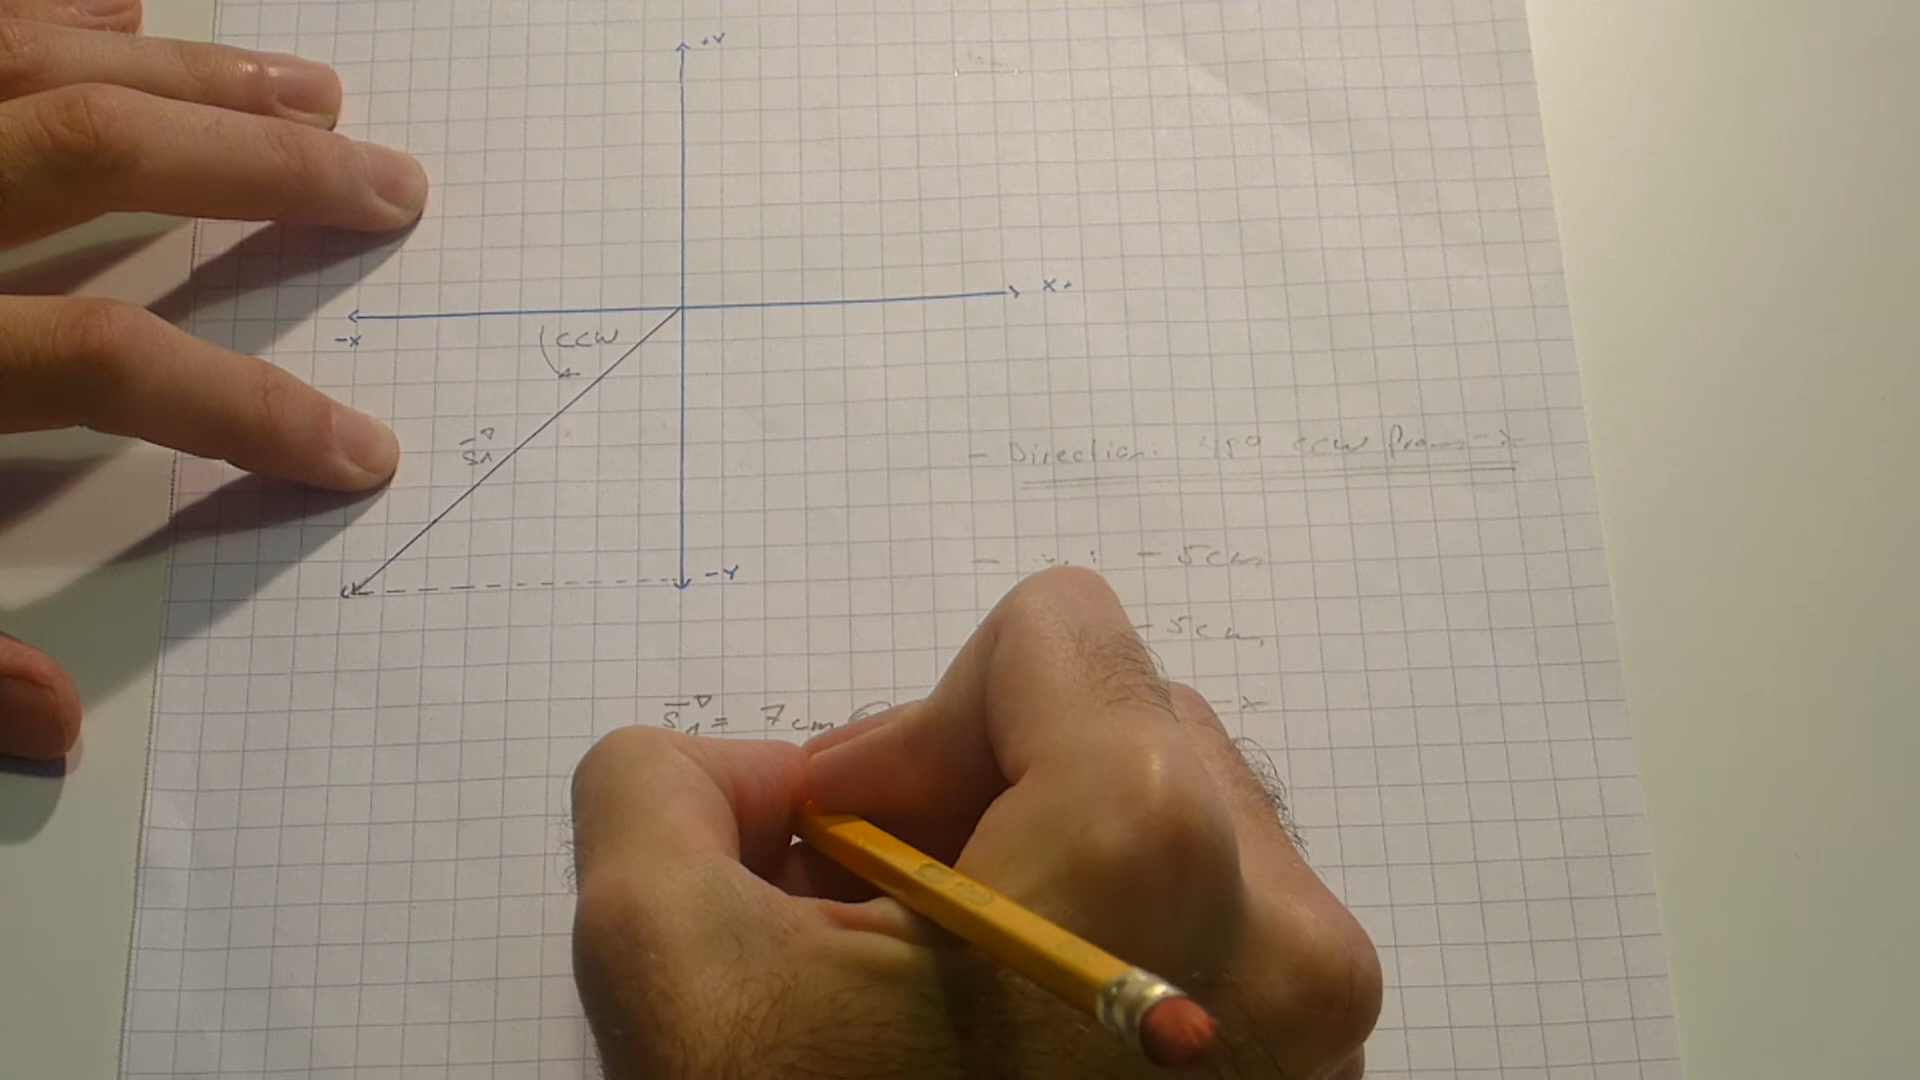 +Y
X+
-X
CCW
S1
- Direction: 45° CCW from -X
-Y
- 5cm
- 5cm
S1 = 7cm
-X